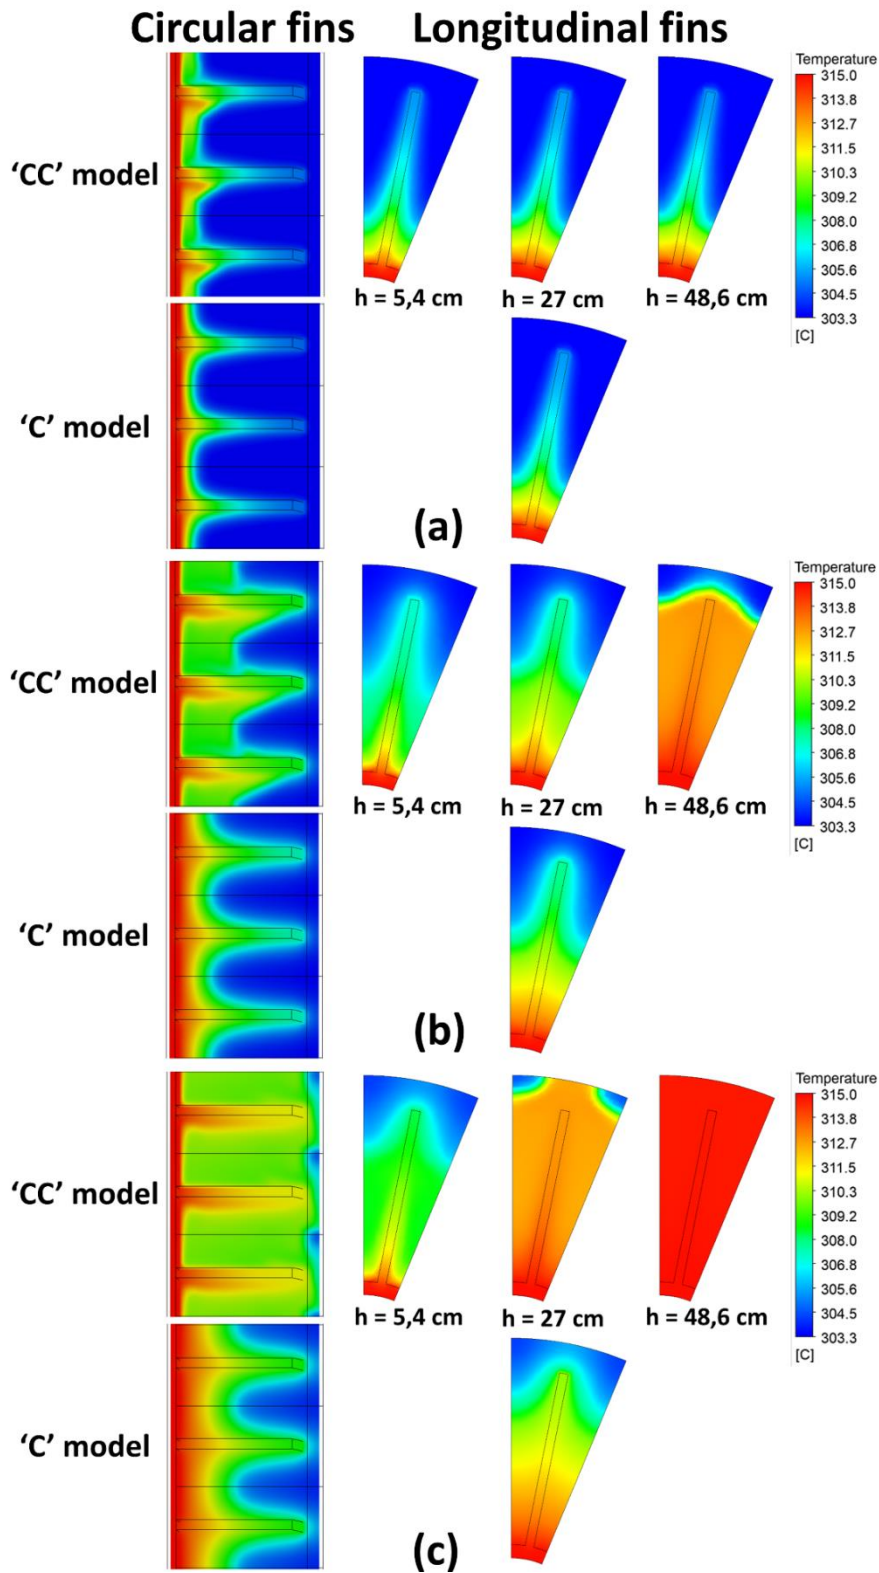 Circular fins Longitudinal fins
Temperature
315.0
313.8
312.7
311.5
310.3
309.2
308.0
306.8
305.6
304.5
303.3
[C]
'CC' model
h = 5,4 cm h = 27 cm h = 48,6 cm
'C' model
(a)
Temperature
315.0
313.8
312.7
311.5
310.3
309.2
308.0
306.8
305.6
304.5
303.3
[C]
'CC' model
h = 5,4 cm h = 27 cm h = 48,6 cm
'C' model
(b)
Temperature
315.0
313.8
312.7
311.5
310.3
309.2
308.0
306.8
305.6
304.5
303.3
[C]
'CC' model
h = 5,4 cm h = 27 cm h = 48,6 cm
'C' model
(c)